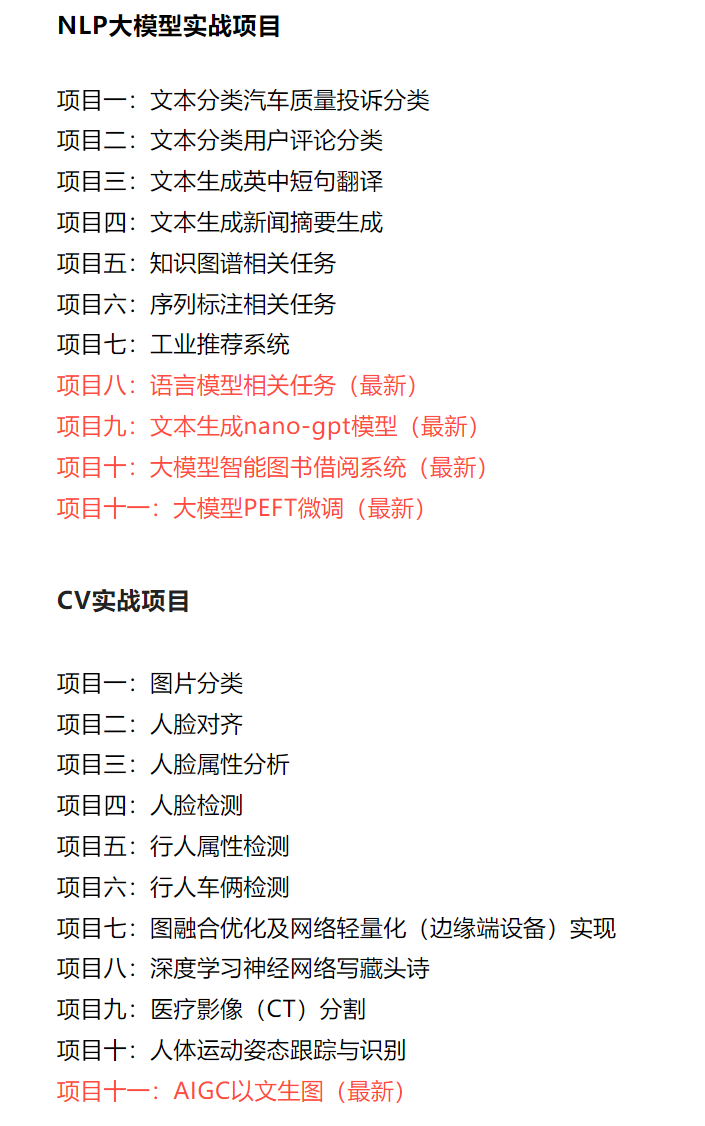 NLP大模型实战项目
项目一：文本分类汽车质量投诉分类
项目二：文本分类用户评论分类
项目三：文本生成英中短句翻译
项目四：文本生成新闻摘要生成
项目五：知识图谱相关任务
项目六：序列标注相关任务
项目七：工业推荐系统
项目八：语言模型相关任务（最新）
项目九：文本生成nano-gpt模型（最新）
项目十：大模型智能图书借阅系统（最新）
项目十一：大模型PEFT微调（最新）
CV实战项目
项目一：图片分类
项目二：人脸对齐
项目三：人脸属性分析
项目四：人脸检测
项目五：行人属性检测
项目六：行人车俩检测
项目七：图融合优化及网络轻量化（边缘端设备）实现
项目八：深度学习神经网络写藏头诗
项目九：医疗影像（CT）分割
项目十：人体运动姿态跟踪与识别
项目十一：AIGC以文生图（最新）